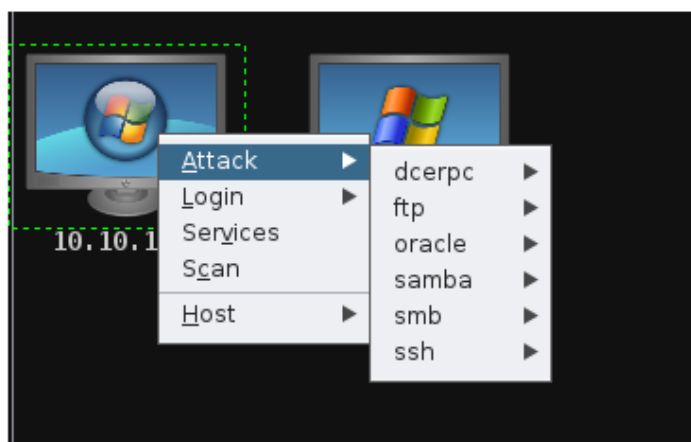 Attack
Login
Services
Scan
Host
dcerpc
ftp
oracle
samba
smb
ssh
10.10.1